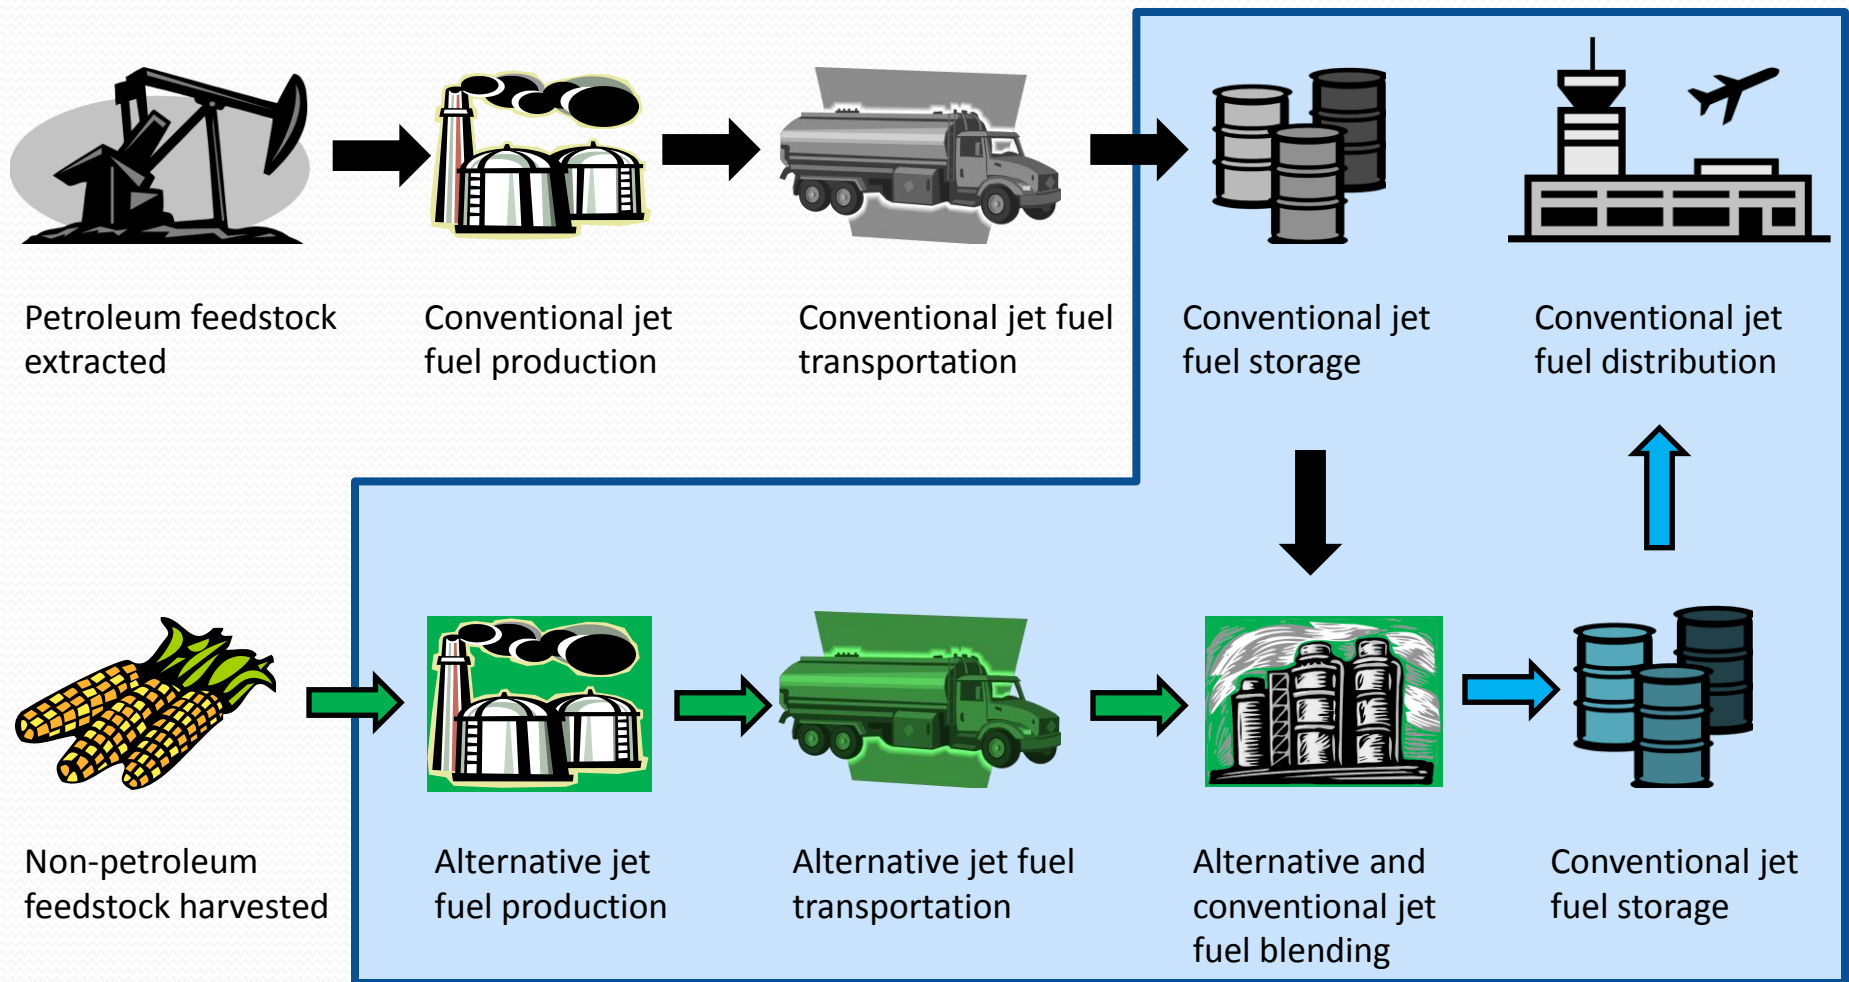 Petroleum feedstock
extracted
Conventional jet
fuel production
Conventional jet fuel
transportation
Conventional jet
fuel storage
Conventional jet
fuel distribution
Non-petroleum
feedstock harvested
Alternative jet
fuel production
Alternative jet fuel
transportation
Alternative and
conventional jet
fuel blending
Conventional jet
fuel storage